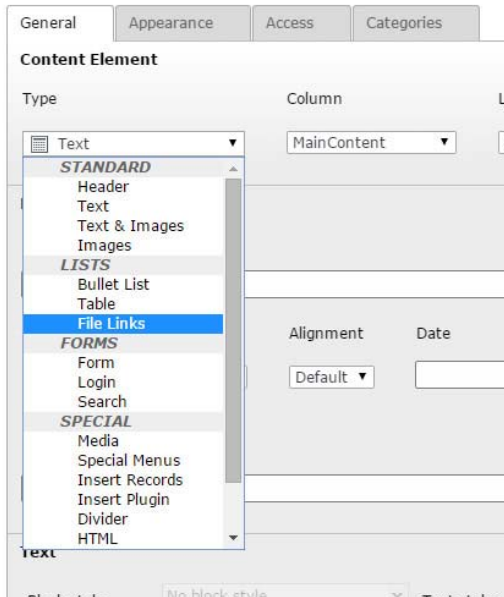 General Appearance Access Categories
Content Element
Type Column
Text MainContent
STANDARD
Header
Text
Text & Images
Images
LISTS
Bullet List
Table
File Links
Alignment Date
FORMS
Form
Default
Login
Search
SPECIAL
Media
Special Menus
Insert Records
Insert Plugin
Divider
HTML
Text
No block style